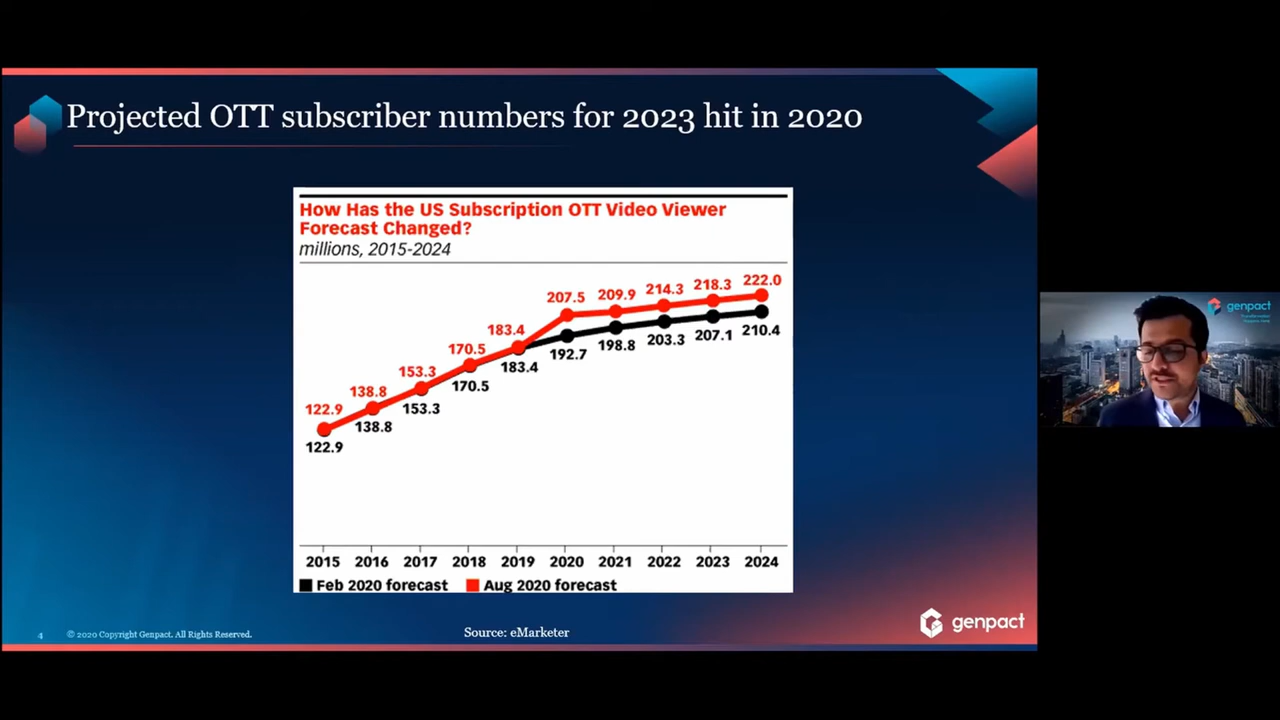 Projected OTT subscriber numbers for 2023 hit in 2020
How Has the US Subscription OTT Video Viewer
Forecast Changed?
millions, 2015-2024
122.9
138.8
153.3
170.5
183.4
207.5
209.9
214.3
218.3
222.0
122.9
138.8
153.3
170.5
183.4
192.7
198.8
203.3
207.1
210.4
2015 2016 2017 2018 2019 2020 2021 2022 2023 2024
Feb 2020 forecast Aug 2020 forecast
4 © 2020 Copyright Genpact. All Rights Reserved.
Source: eMarketer
genpact
genpact